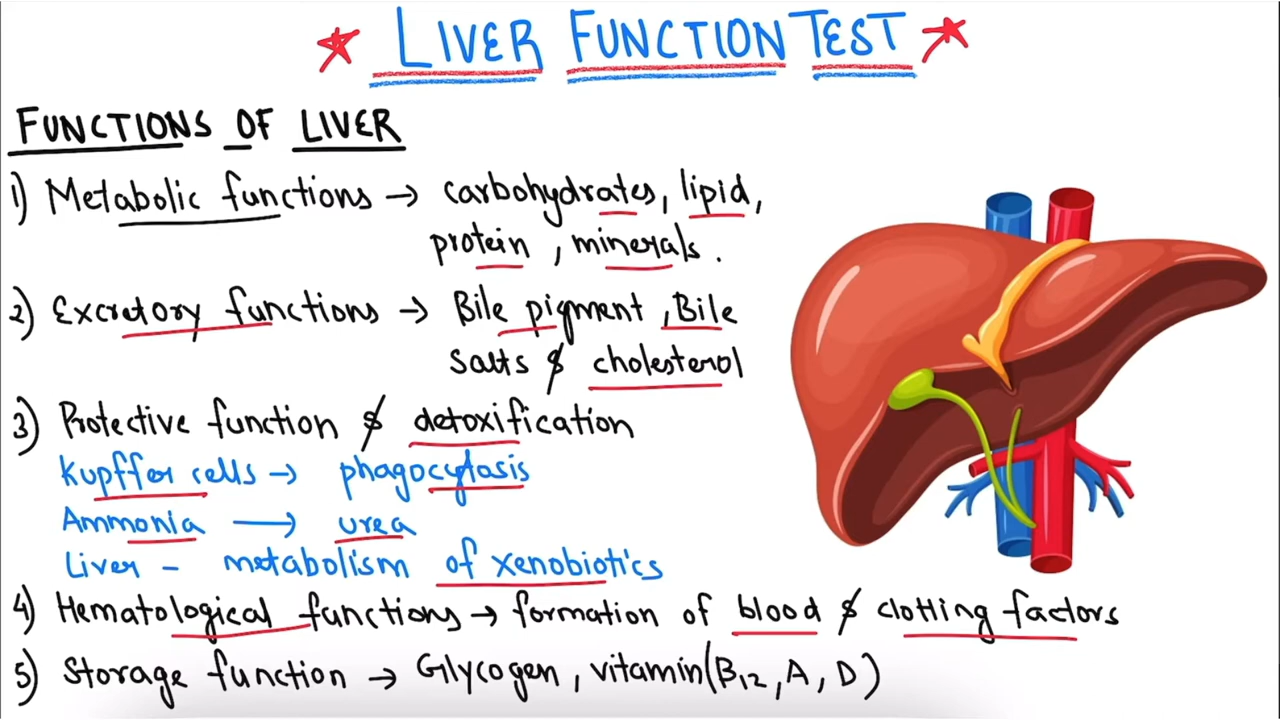 LIVER FUNCTION TEST
FUNCTIONS OF LIVER
1) Metabolic functions → carbohydrates, lipid,
protein, minerals.
2) Excretory functions → Bile pigment, Bile
salts & cholesterol
3) Protective function & detoxification
Kupffer cells → phagocytosis
Ammonia → urea
Liver - metabolism of xenobiotics
4) Hematological functions → formation of blood & clotting factors
5) Storage function → Glycogen, vitamin (B12, A, D)